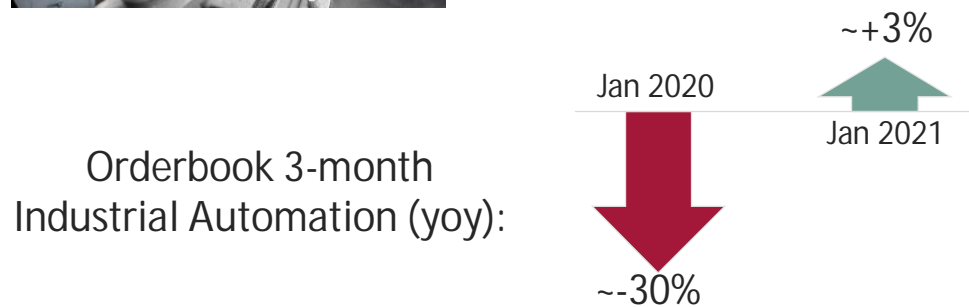 ~+3%
Jan 2020
Jan 2021
Orderbook 3-month
Industrial Automation (yoy):
~-30%